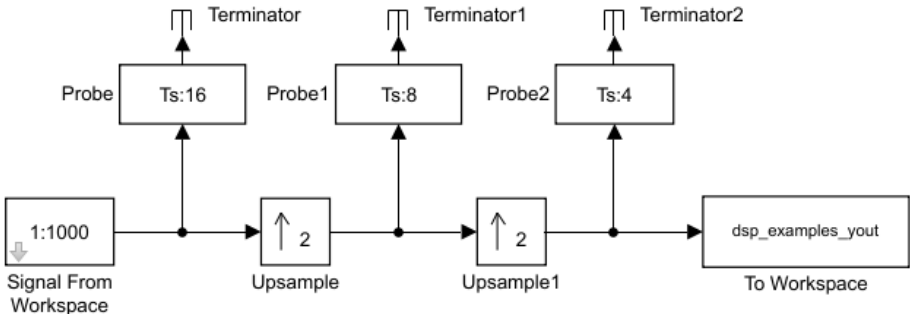 Terminator
Terminator1
Terminator2
Probe
Ts:16
Probe1
Ts:8
Probe2
Ts:4
1:1000
2
2
dsp_examples_yout
Signal From
Workspace
Upsample
Upsample1
To Workspace